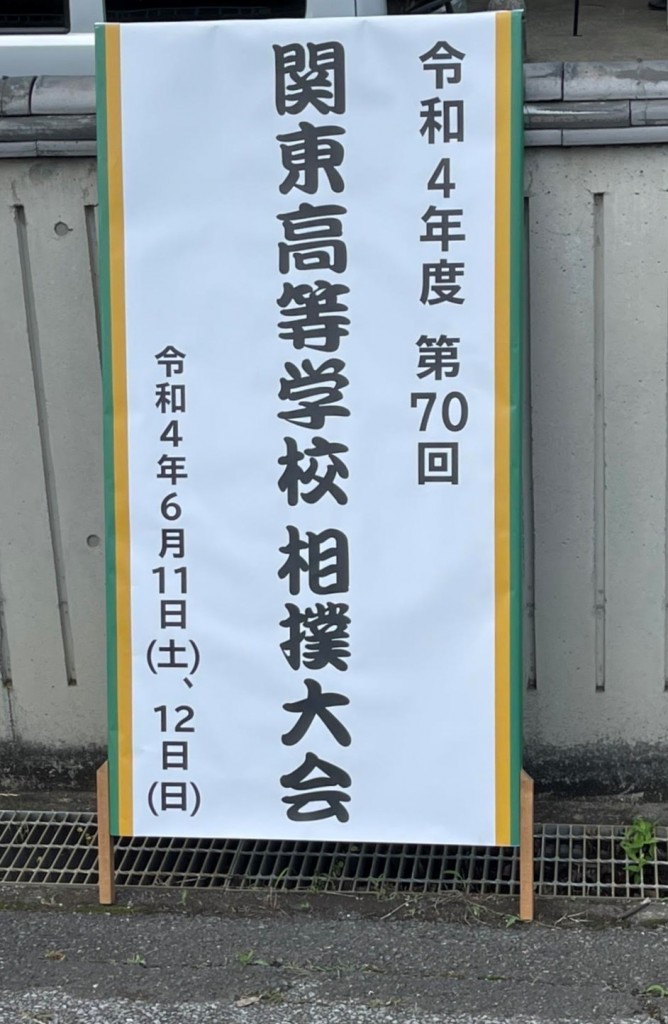 令和4年度 第70回
関東高等学校 相撲大会
令和4年6月11日(土)、12日(日)